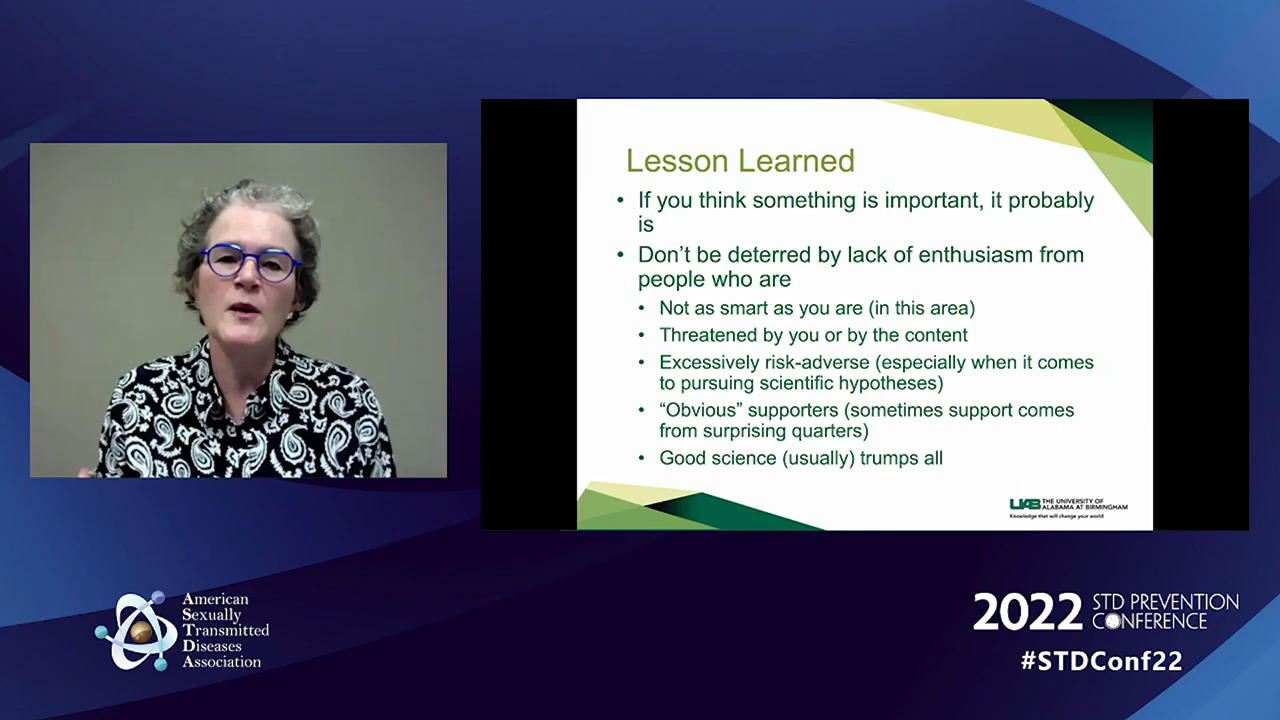 Lesson Learned
• If you think something is important, it probably
is
• Don’t be deterred by lack of enthusiasm from
people who are
• Not as smart as you are (in this area)
• Threatened by you or by the content
• Excessively risk-adverse (especially when it comes
to pursuing scientific hypotheses)
• “Obvious” supporters (sometimes support comes
from surprising quarters)
• Good science (usually) trumps all
UAB THE UNIVERSITY OF
ALABAMA AT BIRMINGHAM
Knowledge that will change your world
American
Sexually
Transmitted
Diseases
Association
2022 STD PREVENTION
CONFERENCE
#STDConf22